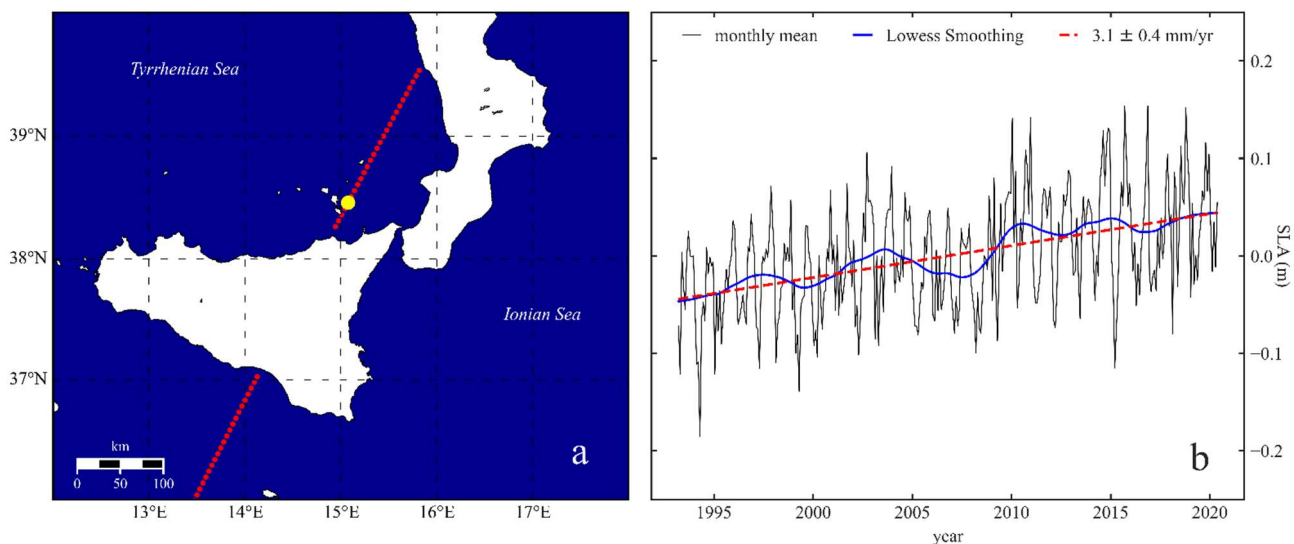 Tyrrhenian Sea
39°N
38°N
37°N
Ionian Sea
km
0 50 100
a
13°E 14°E 15°E 16°E 17°E
monthly mean Lowess Smoothing 3.1 ± 0.4 mm/yr
0.2
0.1
0.0
−0.1
−0.2
SLA (m)
b
1995 2000 2005 2010 2015 2020
year